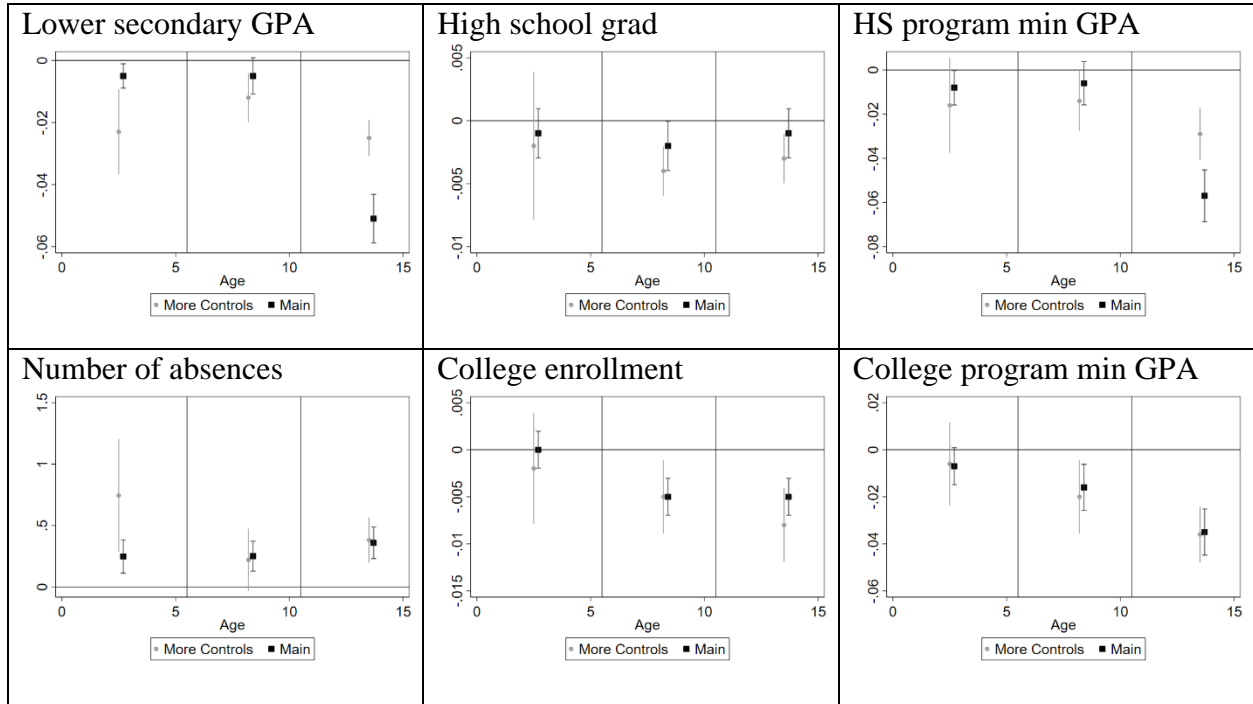 Lower secondary GPA
0
-.02
-.04
-.06
0 5 10 15
Age
More Controls Main
High school grad
.005
0
-.005
-.01
0 5 10 15
Age
More Controls Main
HS program min GPA
0
-.02
-.04
-.06
-.08
0 5 10 15
Age
More Controls Main
Number of absences
1.5
1
.5
0
0 5 10 15
Age
More Controls Main
College enrollment
.005
0
-.005
-.01
-.015
0 5 10 15
Age
More Controls Main
College program min GPA
.02
0
-.02
-.04
-.06
0 5 10 15
Age
More Controls Main